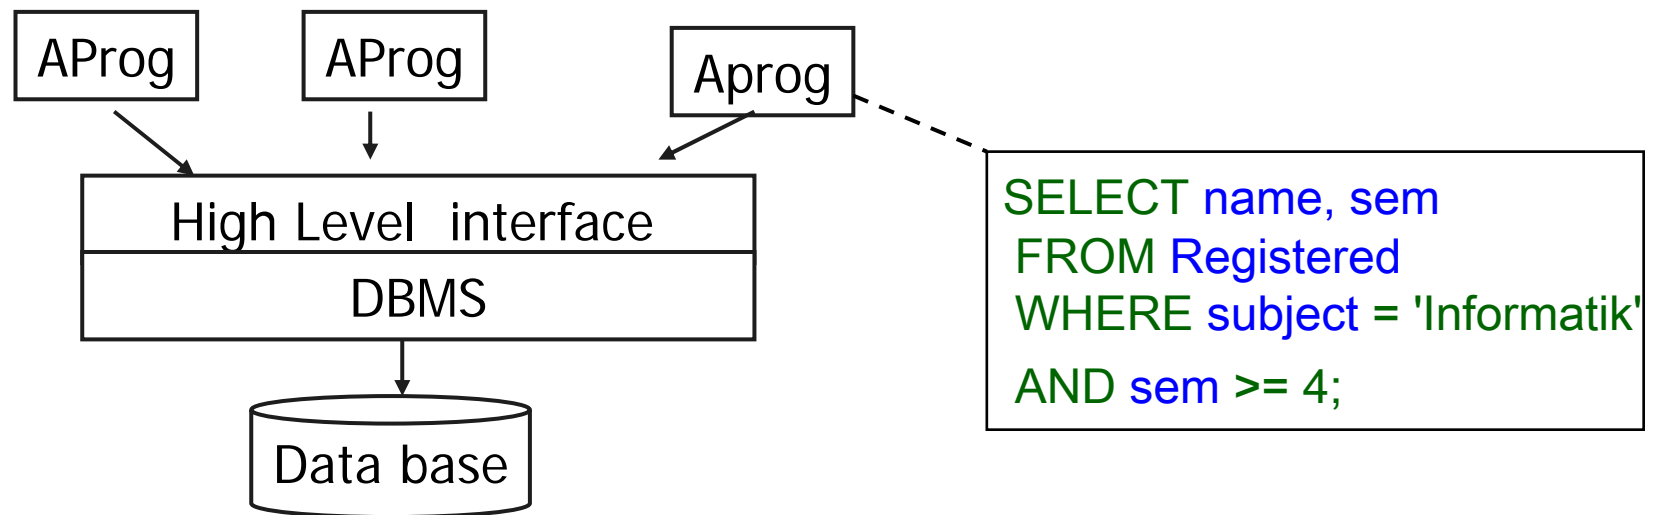 AProg
AProg
Aprog
High Level interface
DBMS
Data base
SELECT name, sem
FROM Registered
WHERE subject = 'Informatik'
AND sem >= 4;